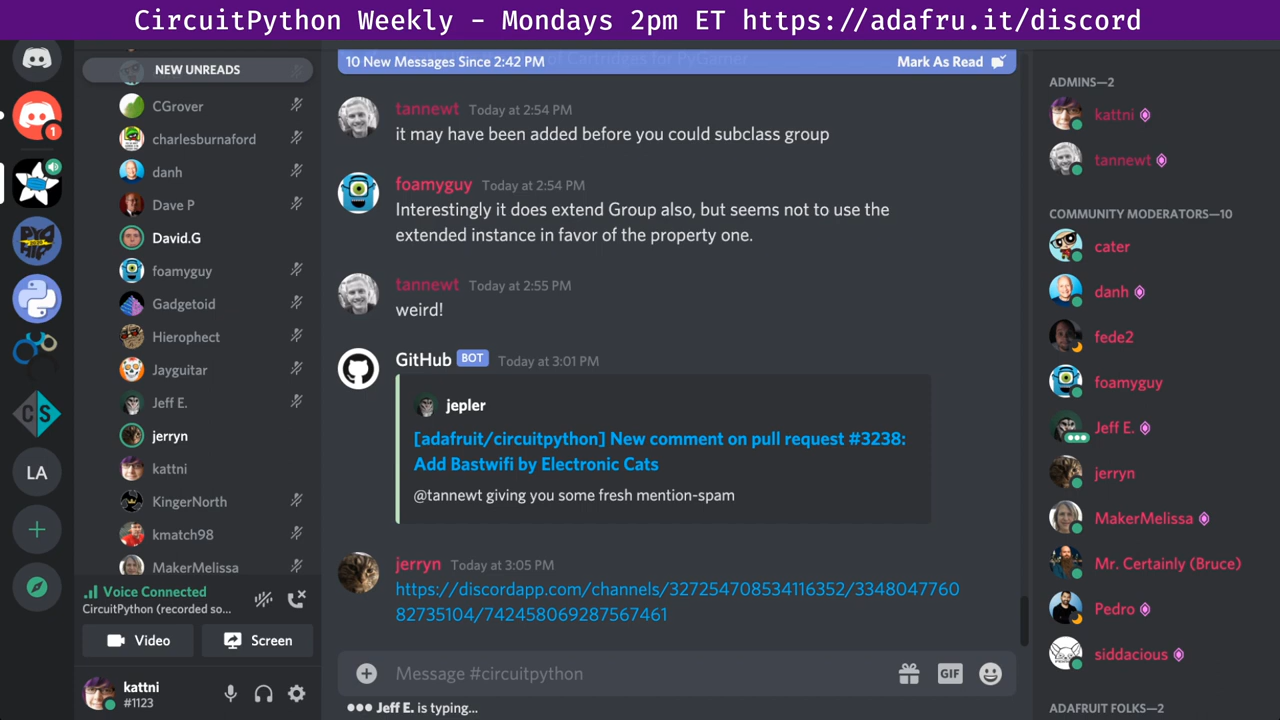 CircuitPython Weekly - Mondays 2pm ET https://adafru.it/discord
NEW UNREADS
CGrover
charlesburnaford
danh
Dave P
David.G
foamyguy
Gadgetoid
Hierophect
Jayguitar
Jeff E.
jerryn
kattni
KingerNorth
kmatch98
MakerMelissa
Voice Connected
CircuitPython (recorded so...
Video
Screen
kattni
#1123
1
LA
CS
10 New Messages Since 2:42 PM
Mark As Read
tannewt Today at 2:54 PM
it may have been added before you could subclass group
foamyguy Today at 2:54 PM
Interestingly it does extend Group also, but seems not to use the
extended instance in favor of the property one.
tannewt Today at 2:55 PM
weird!
GitHub BOT Today at 3:01 PM
jepler
[adafruit/circuitpython] New comment on pull request #3238:
Add Bastwifi by Electronic Cats
@tannewt giving you some fresh mention-spam
jerryn Today at 3:05 PM
https://discordapp.com/channels/327254708534116352/3348047760
82735104/742458069287567461
Message #circuitpython
GIF
Jeff E. is typing...
ADMINS—2
kattni
tannewt
COMMUNITY MODERATORS—10
cater
danh
fede2
foamyguy
Jeff E.
jerryn
MakerMelissa
Mr. Certainly (Bruce)
Pedro
siddacious
ADAFRUIT FOLKS—2